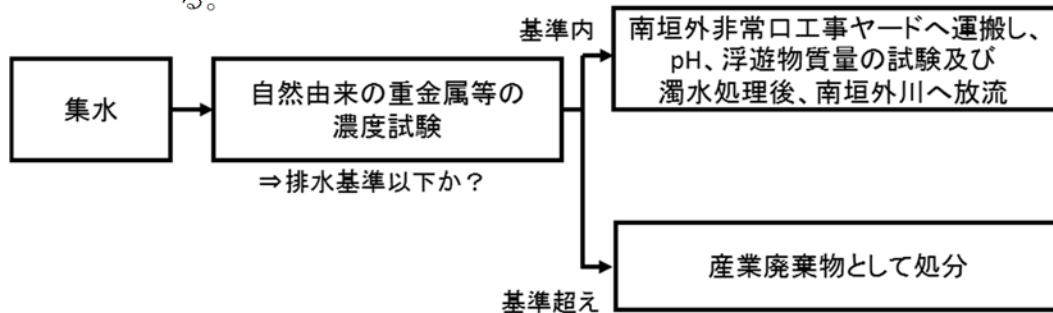 る。
基準内
南垣外非常口工事ヤードへ運搬し、
pH、浮遊物質量の試験及び
濁水処理後、南垣外川へ放流
集水
自然由来の重金属等の
濃度試験
⇒排水基準以下か？
産業廃棄物として処分
基準超え